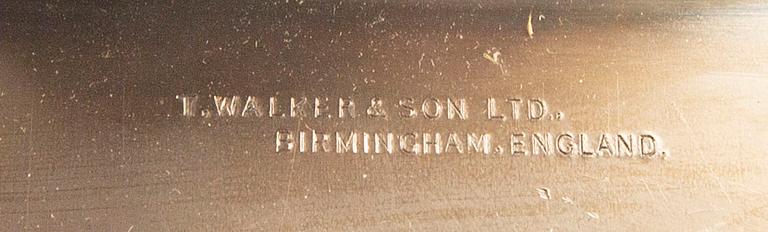 T. WALKER & SON LTD.,
BIRMINGHAM, ENGLAND.